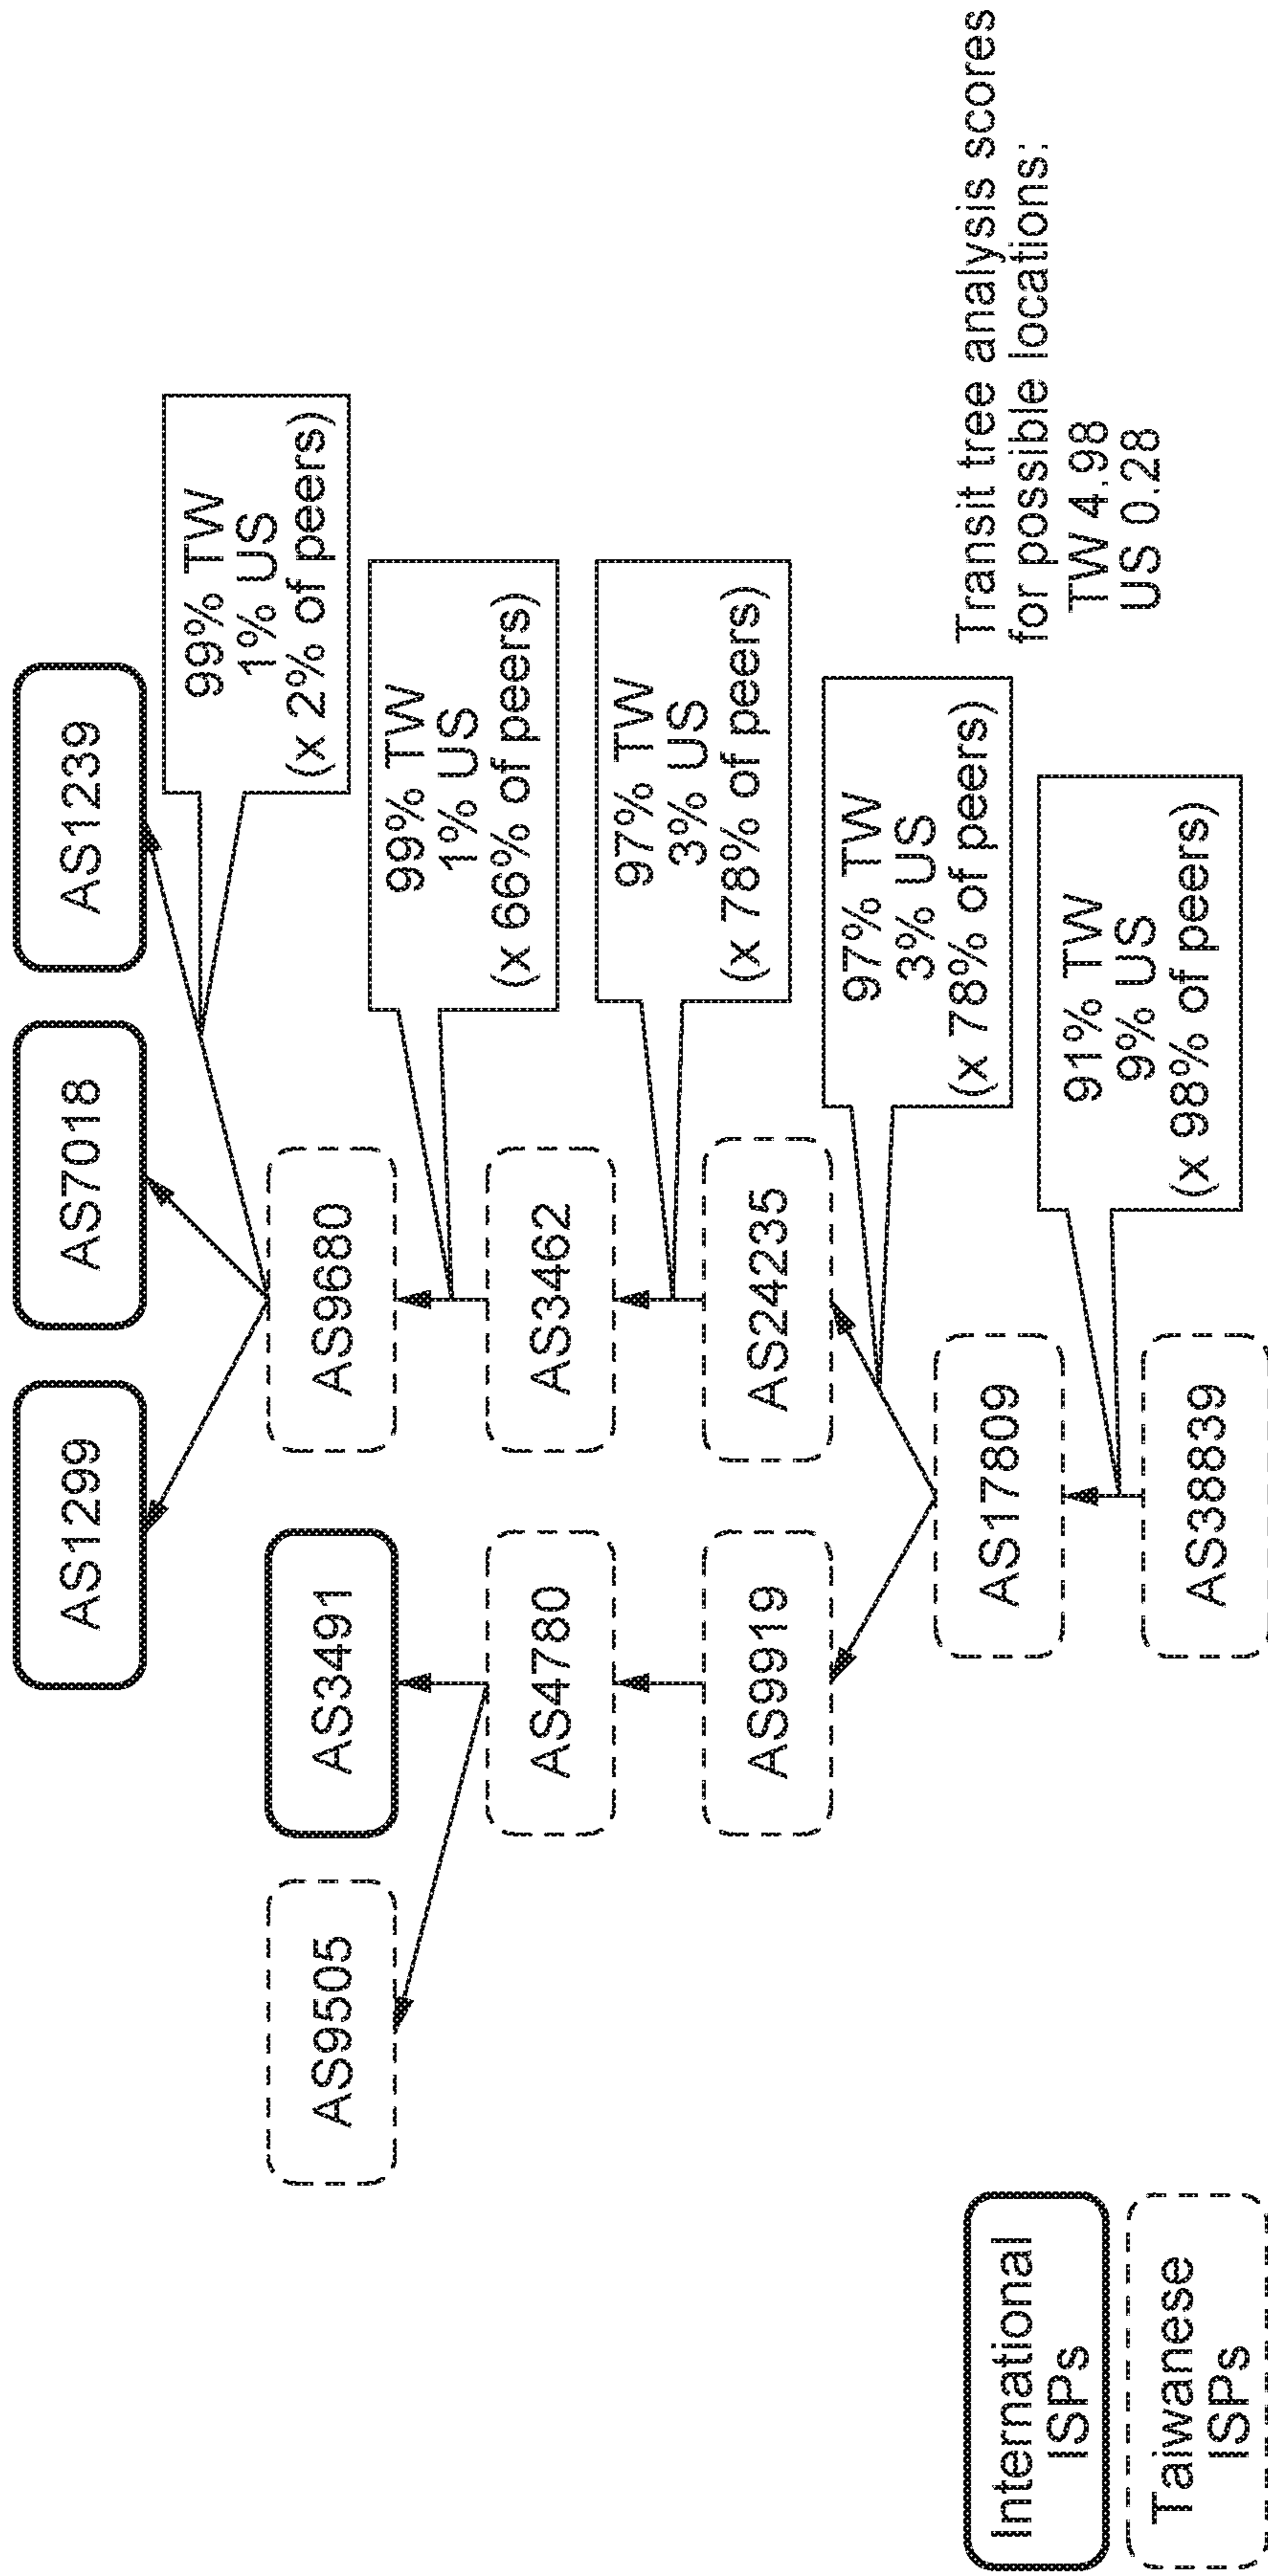 AS1299
AS7018
AS1239
99% TW
1% US
(x 2% of peers)
AS9505
AS3491
AS9680
99% TW
1% US
(x 66% of peers)
AS4780
AS3462
97% TW
3% US
(x 78% of peers)
AS9919
AS24235
97% TW
3% US
(x 78% of peers)
AS17809
91% TW
9% US
(x 98% of peers)
AS38839
International
ISPs
Taiwanese
ISPs
Transit tree analysis scores
for possible locations:
TW 4.98
US 0.28